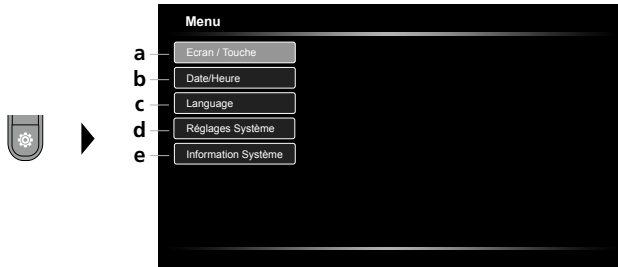 Menu
a Ecran / Touche
b Date/Heure
c Language
d Réglages Système
e Information Système